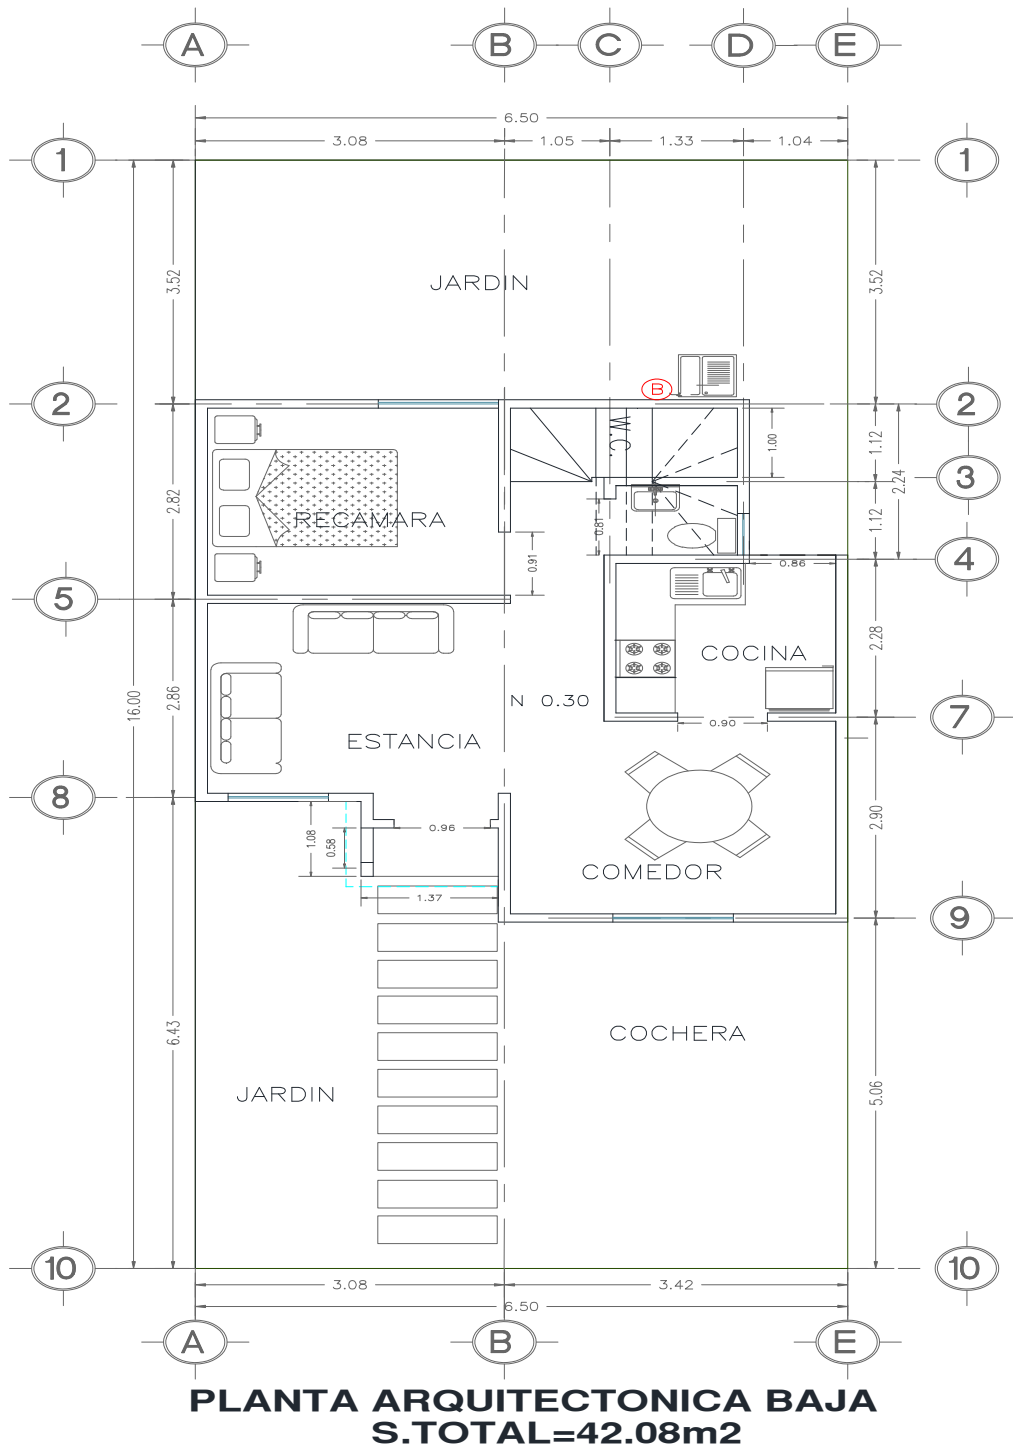 A B C D E
6.50
3.08 1.05 1.33 1.04
1 1
3.52 3.52
JARDIN
B
2 2
W.C.
1.00
1.12
3
2.24
2.82
RECAMARA
0.81
1.12
0.91
4
0.86
5
2.28
COCINA
16.00
2.86
N 0.30
7
0.90
ESTANCIA
8
0.96
1.08
0.58
2.90
COMEDOR
1.37
9
6.43
COCHERA
JARDIN
5.06
10 10
3.08 3.42
6.50
A B E
PLANTA ARQUITECTONICA BAJA
S.TOTAL=42.08m2